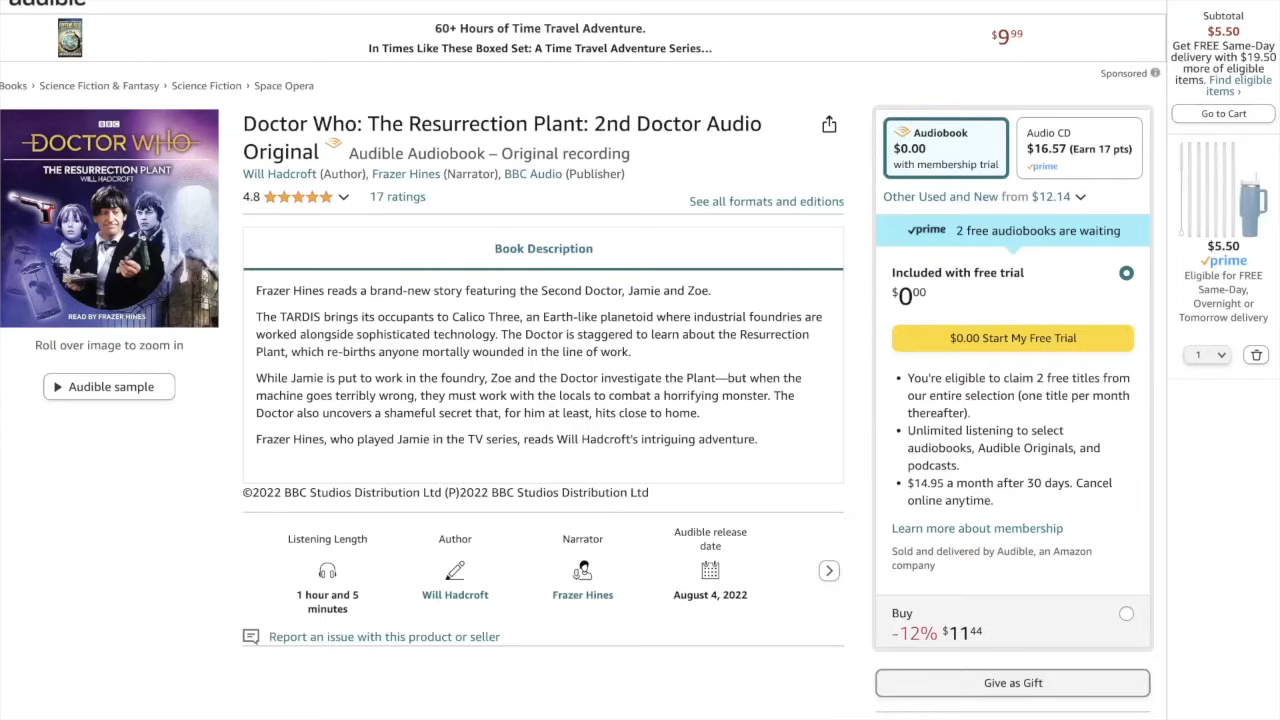 audible
60+ Hours of Time Travel Adventure.
In Times Like These Boxed Set: A Time Travel Adventure Series...
$9 99
Sponsored
Books › Science Fiction & Fantasy › Science Fiction › Space Opera
BBC
DOCTOR WHO
THE RESURRECTION PLANT
WILL HADCROFT
READ BY FRAZER HINES
Roll over image to zoom in
Audible sample
Doctor Who: The Resurrection Plant: 2nd Doctor Audio
Original Audible Audiobook – Original recording
Will Hadcroft (Author), Frazer Hines (Narrator), BBC Audio (Publisher)
4.8 17 ratings
See all formats and editions
Book Description
Frazer Hines reads a brand-new story featuring the Second Doctor, Jamie and Zoe.
The TARDIS brings its occupants to Calico Three, an Earth-like planetoid where industrial foundries are
worked alongside sophisticated technology. The Doctor is staggered to learn about the Resurrection
Plant, which re-births anyone mortally wounded in the line of work.
While Jamie is put to work in the foundry, Zoe and the Doctor investigate the Plant—but when the
machine goes terribly wrong, they must work with the locals to combat a horrifying monster. The
Doctor also uncovers a shameful secret that, for him at least, hits close to home.
Frazer Hines, who played Jamie in the TV series, reads Will Hadcroft's intriguing adventure.
©2022 BBC Studios Distribution Ltd (P)2022 BBC Studios Distribution Ltd
Listening Length
1 hour and 5
minutes
Author
Will Hadcroft
Narrator
Frazer Hines
Audible release
date
August 4, 2022
Report an issue with this product or seller
Audiobook
$0.00
with membership trial
Audio CD
$16.57 (Earn 17 pts)
prime
Other Used and New from $12.14
prime 2 free audiobooks are waiting
Included with free trial
$0 00
$0.00 Start My Free Trial
• You're eligible to claim 2 free titles from
our entire selection (one title per month
thereafter).
• Unlimited listening to select
audiobooks, Audible Originals, and
podcasts.
• $14.95 a month after 30 days. Cancel
online anytime.
Learn more about membership
Sold and delivered by Audible, an Amazon
company
Buy
-12% $11 44
Give as Gift
Subtotal
$5.50
Get FREE Same-Day
delivery with $19.50
more of eligible
items. Find eligible
items ›
Go to Cart
$5.50
prime
Eligible for FREE
Same-Day,
Overnight or
Tomorrow delivery
1